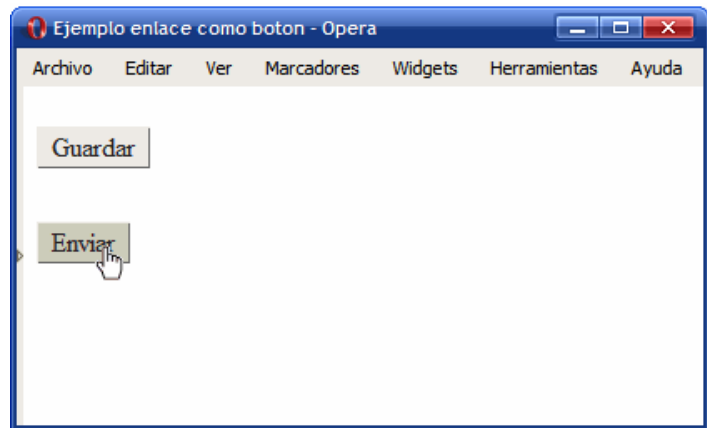 Ejemplo enlace como boton - Opera
Archivo Editar Ver Marcadores Widgets Herramientas Ayuda
Guardar
Enviar